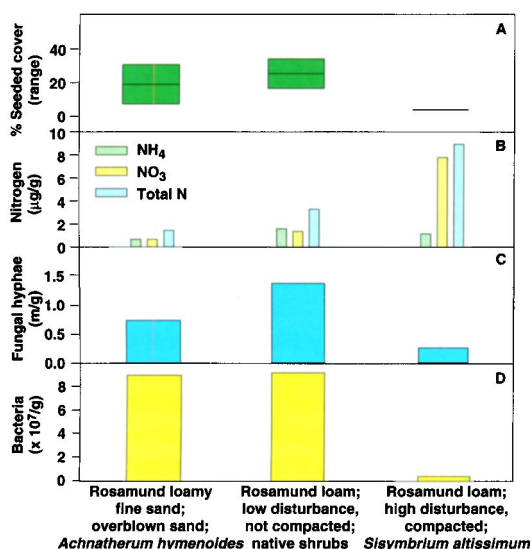 A
% Seeded cover
(range)
40
20
0
B
Nitrogen
(µg/g)
10
8
6
4
2
0
NH4
NO3
Total N
C
Fungal hyphae
(m/g)
1.5
1.0
0.5
0.0
D
Bacteria
(x 10⁷/g)
8
6
4
2
0
Rosamund loamy
fine sand;
overblown sand;
Achnatherum hymenoides
Rosamund loam;
low disturbance,
not compacted;
native shrubs
Rosamund loam;
high disturbance,
compacted;
Sisymbrium altissimum